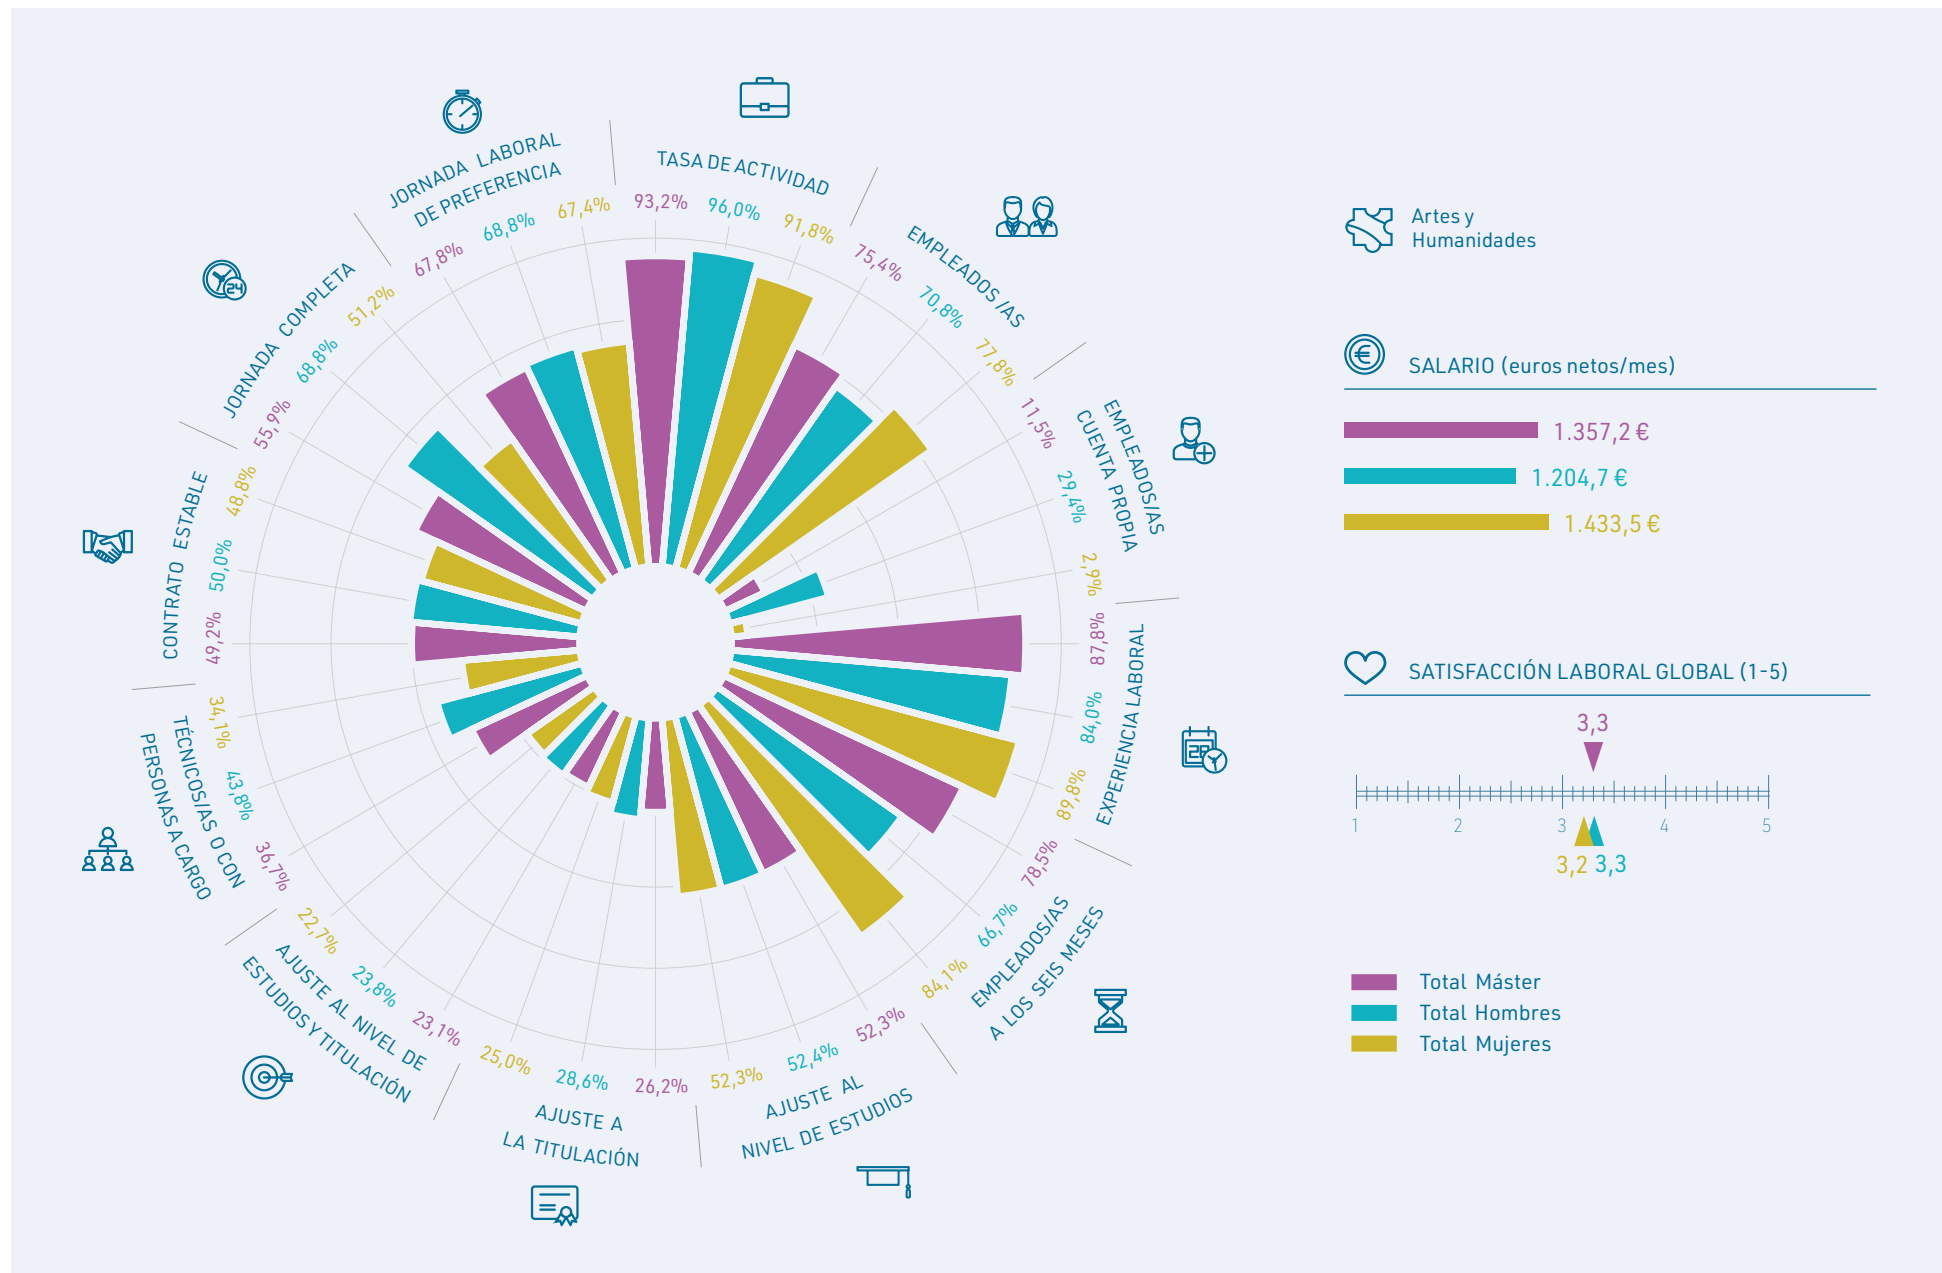 JORNADA LABORAL
DE PREFERENCIA
67,8%
68,8%
67,4%
TASA DE ACTIVIDAD
93,2%
96,0%
91,8%
EMPLEADOS /AS
75,4%
70,8%
77,8%
EMPLEADOS/AS
CUENTA PROPIA
11,5%
29,4%
2,9%
EXPERIENCIA LABORAL
87,8%
84,0%
89,8%
EMPLEADOS/AS
A LOS SEIS MESES
78,5%
66,7%
84,1%
AJUSTE AL
NIVEL DE ESTUDIOS
52,3%
52,4%
52,3%
AJUSTE A
LA TITULACIÓN
26,2%
28,6%
25,0%
AJUSTE AL NIVEL DE
ESTUDIOS Y TITULACIÓN
23,1%
23,8%
22,7%
TÉCNICOS/AS O CON
PERSONAS A CARGO
36,7%
43,8%
34,1%
CONTRATO ESTABLE
49,2%
50,0%
48,8%
JORNADA COMPLETA
55,9%
68,8%
51,2%
24
28
Artes y
Humanidades
SALARIO (euros netos/mes)
1.357,2 €
1.204,7 €
1.433,5 €
SATISFACCIÓN LABORAL GLOBAL (1-5)
3,3
1 2 3 4 5
3,2 3,3
Total Máster
Total Hombres
Total Mujeres